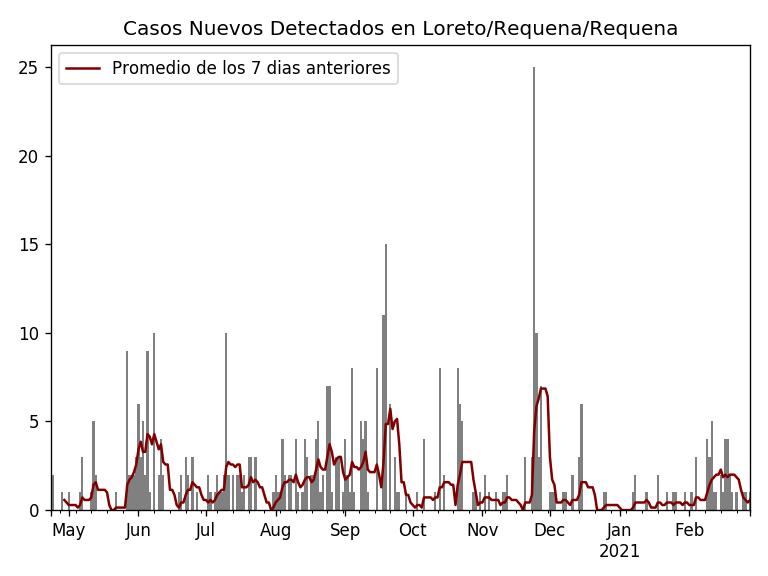 Casos Nuevos Detectados en Loreto/Requena/Requena
Promedio de los 7 dias anteriores
25
20
15
10
5
0
May Jun Jul Aug Sep Oct Nov Dec Jan Feb
2021